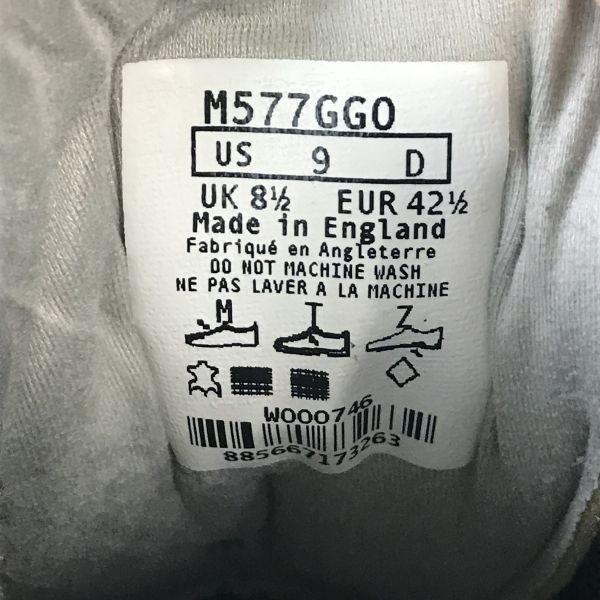 M577GGO
US 9 D
UK 8½ EUR 42½
Made in England
Fabriqué en Angleterre
DO NOT MACHINE WASH
NE PAS LAVER A LA MACHINE
M T Z
W000746
885667173263